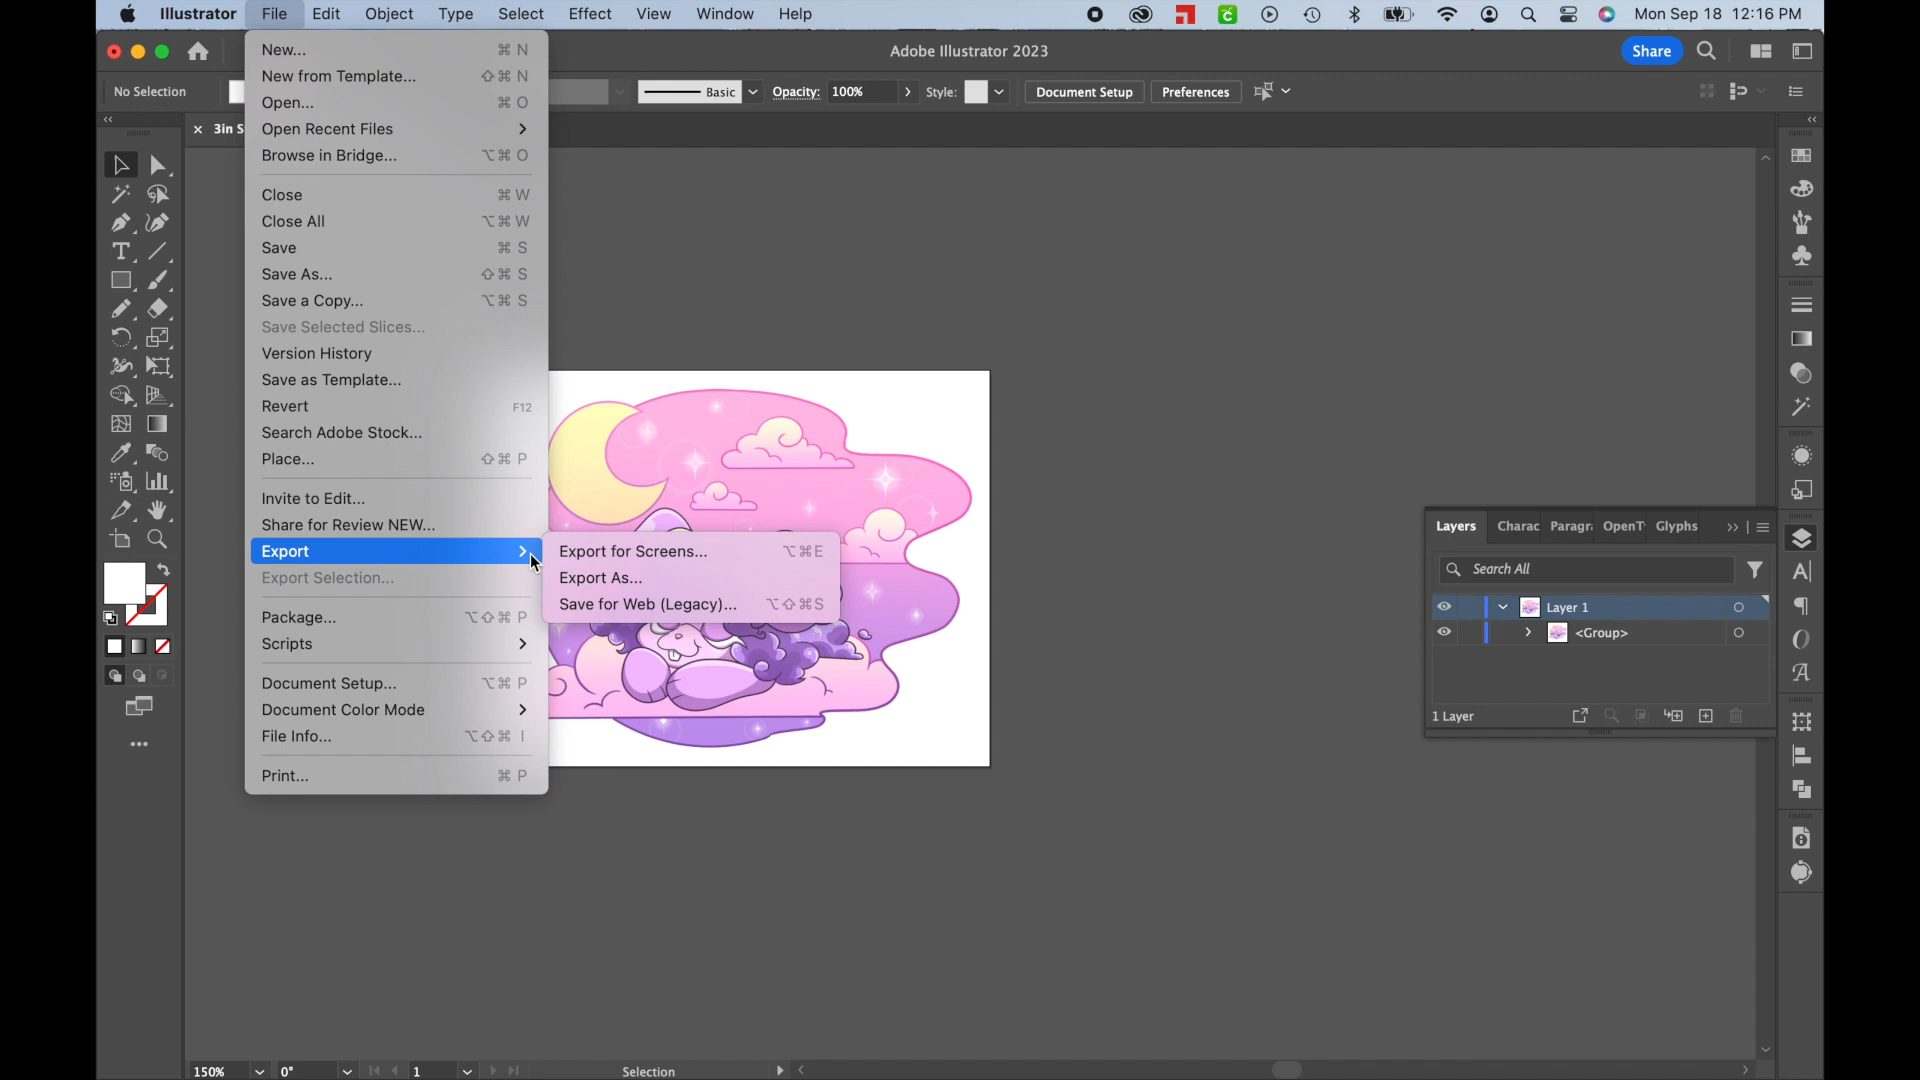 Illustrator File Edit Object Type Select Effect View Window Help Mon Sep 18 12:16 PM
Adobe Illustrator 2023 Share
No Selection Basic Opacity: 100% Style: Document Setup Preferences
× 3in S
New... ⌘ N
New from Template... ⇧⌘ N
Open... ⌘ O
Open Recent Files >
Browse in Bridge... ⌥⌘ O
Close ⌘ W
Close All ⌥⌘ W
Save ⌘ S
Save As... ⇧⌘ S
Save a Copy... ⌥⌘ S
Save Selected Slices...
Version History
Save as Template...
Revert F12
Search Adobe Stock...
Place... ⇧⌘ P
Invite to Edit...
Share for Review NEW...
Export >
Export Selection...
Package... ⌥⇧⌘ P
Scripts >
Document Setup... ⌥⌘ P
Document Color Mode >
File Info... ⌥⇧⌘ I
Print... ⌘ P
Export for Screens... ⌥⌘E
Export As...
Save for Web (Legacy)... ⌥⇧⌘S
Layers Charac Paragra OpenT Glyphs
Search All
Layer 1
<Group>
1 Layer
150% 0° 1 Selection